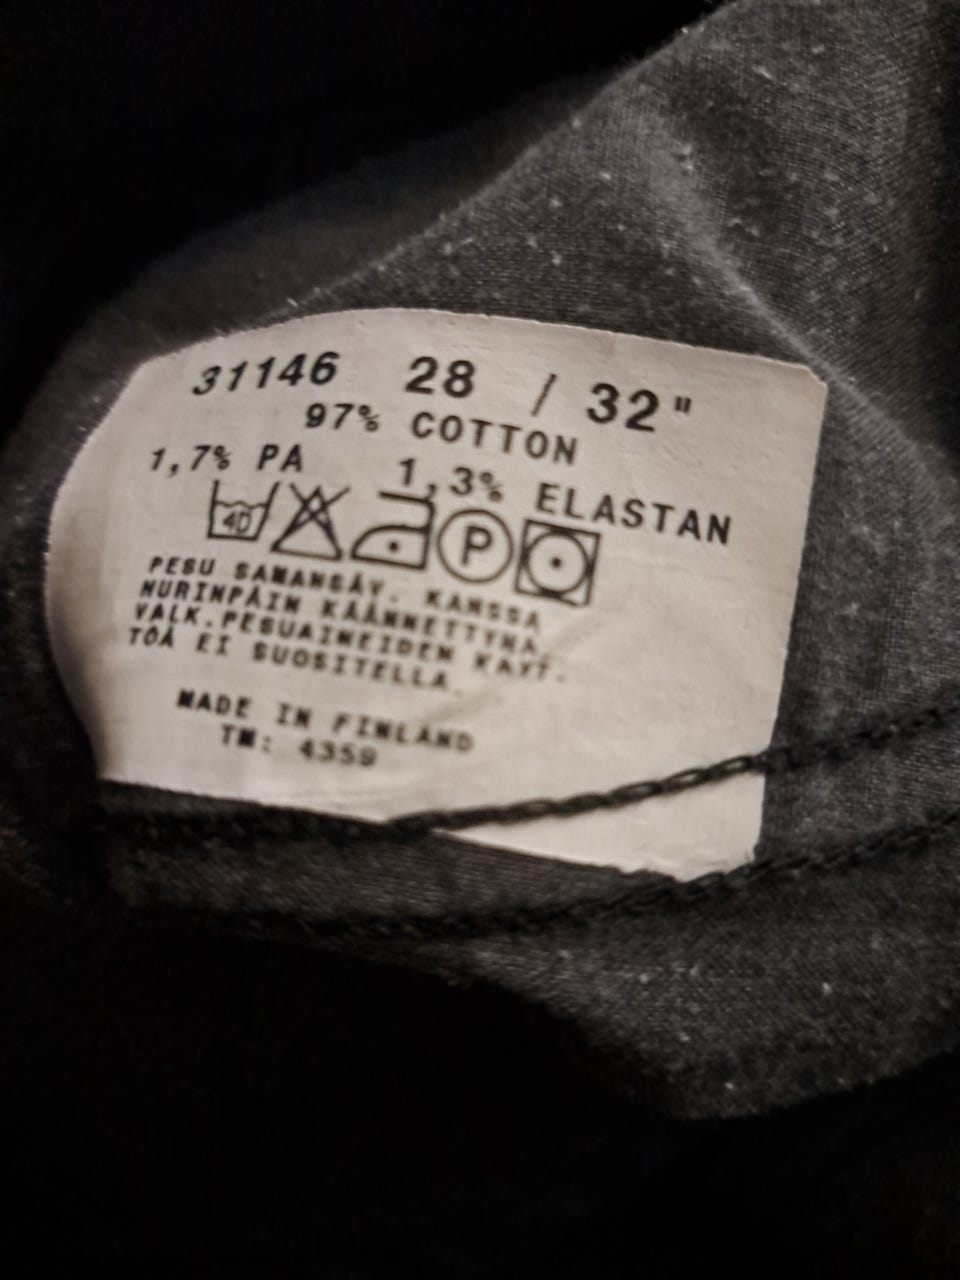 31146 28 / 32"
97% COTTON
1,7% PA 1,3% ELASTAN
40 P
PESU SAMANSÄV. KANSSA
NURINPÄIN KÄÄNNETTYNÄ.
VALK.PESUAINEIDEN KÄYT-
TÖÄ EI SUOSITELLA.
MADE IN FINLAND
TM: 4359